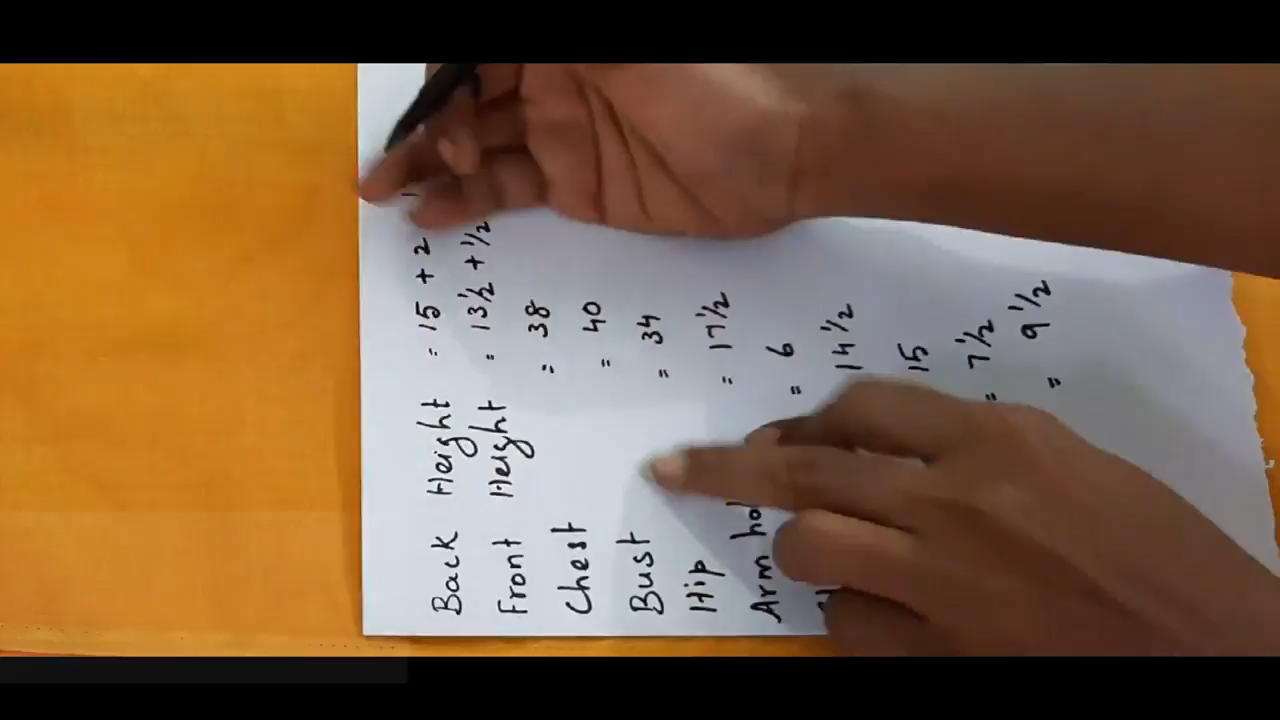 Back Height = 15 + 2
Front Height = 13½ + ½
Chest = 38
Bust = 40
Hip = 34
Arm = 17½
= 6
14½
15
= 7½
= 9½